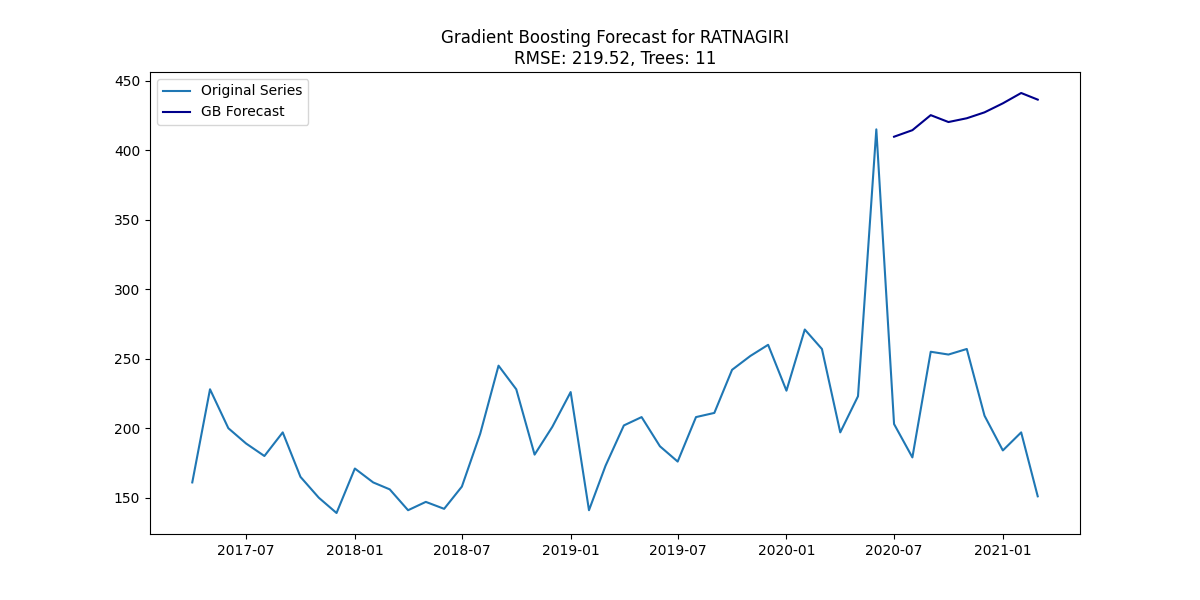 Gradient Boosting Forecast for RATNAGIRI
RMSE: 219.52, Trees: 11
Original Series
GB Forecast
450
400
350
300
250
200
150
2017-07 2018-01 2018-07 2019-01 2019-07 2020-01 2020-07 2021-01